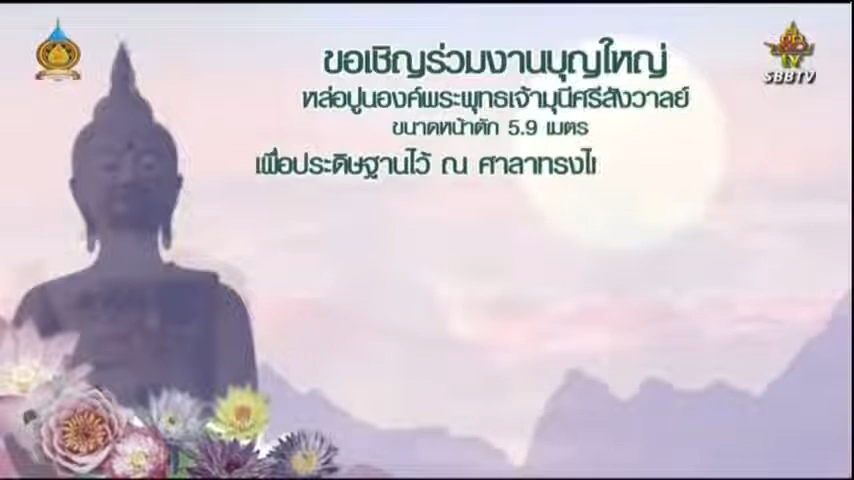 ขอเชิญร่วมงานบุญใหญ่
หล่อปูนองค์พระพุทธเจ้ามุนีศรีสังวาลย์
ขนาดหน้าตัก 5.9 เมตร
เพื่อประดิษฐานไว้ ณ ศาลาทรงไ
SBBTV